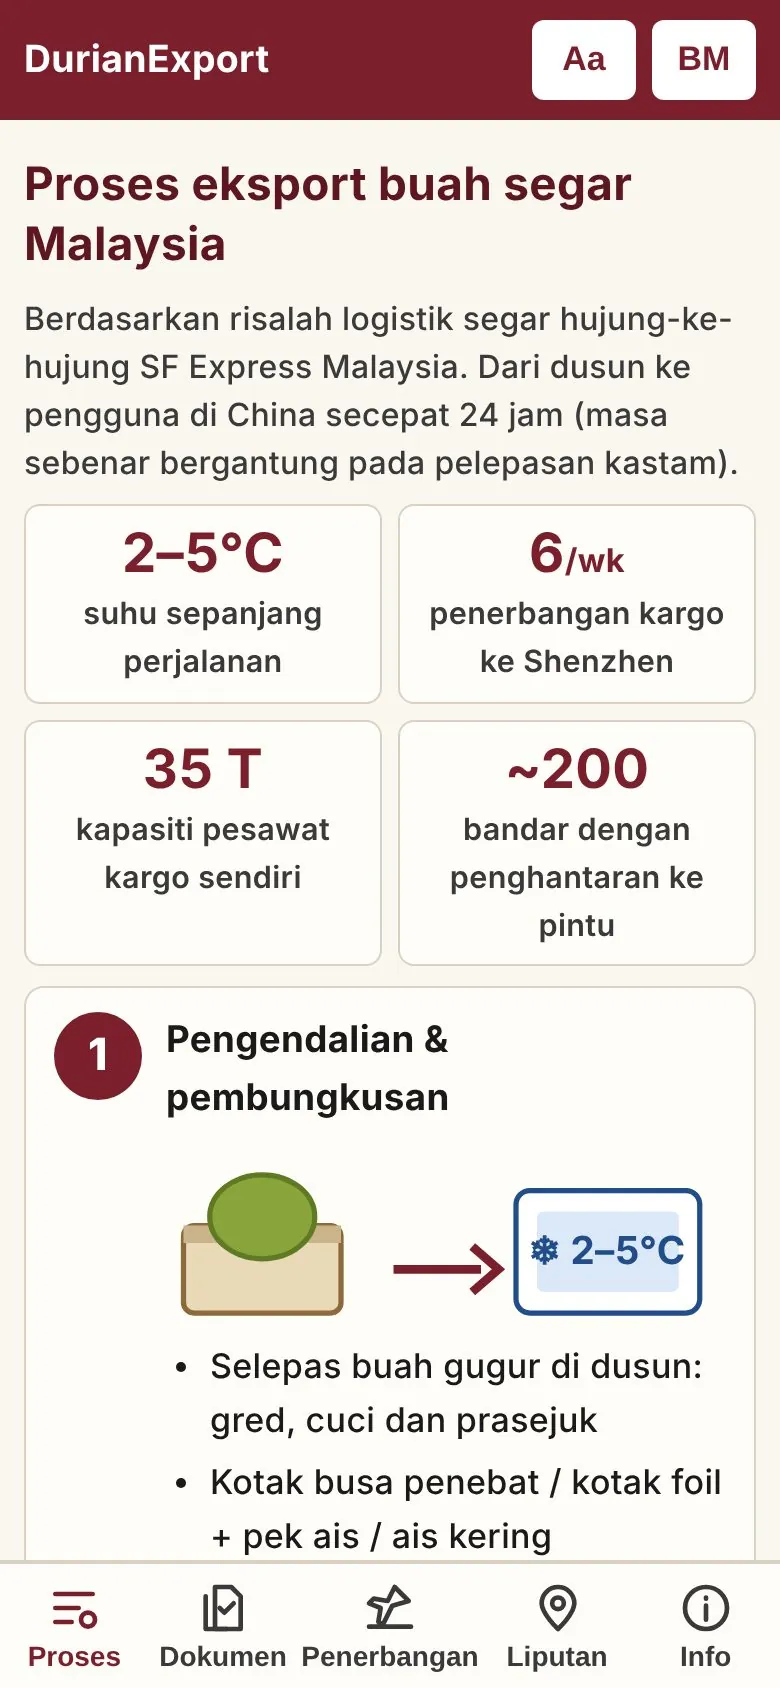 DurianExport
Aa
BM
Proses eksport buah segar
Malaysia
Berdasarkan risalah logistik segar hujung-ke-
hujung SF Express Malaysia. Dari dusun ke
pengguna di China secepat 24 jam (masa
sebenar bergantung pada pelepasan kastam).
2–5°C
suhu sepanjang
perjalanan
6/wk
penerbangan kargo
ke Shenzhen
35 T
kapasiti pesawat
kargo sendiri
~200
bandar dengan
penghantaran ke
pintu
1
Pengendalian &
pembungkusan
❄ 2–5°C
• Selepas buah gugur di dusun:
gred, cuci dan prasejuk
• Kotak busa penebat / kotak foil
+ pek ais / ais kering
Proses
Dokumen
Penerbangan
Liputan
Info